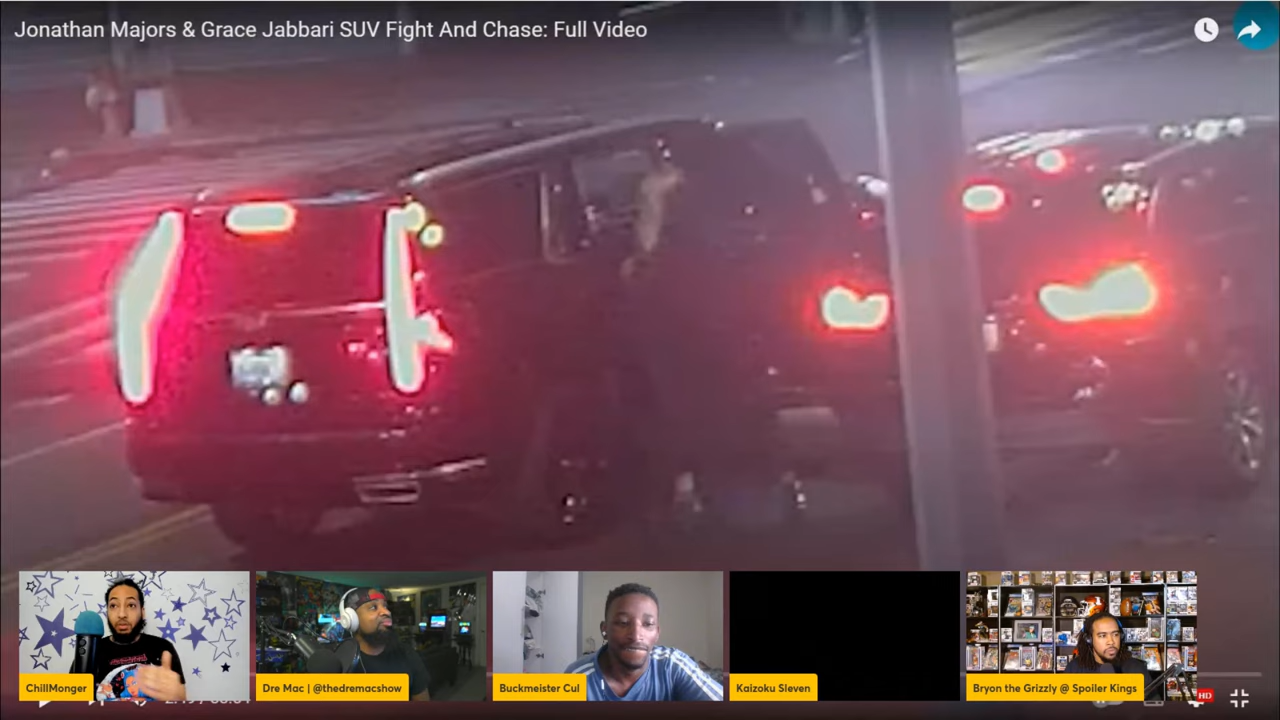 Jonathan Majors & Grace Jabbari SUV Fight And Chase: Full Video
ChillMonger
Dre Mac | @thedremacshow
Buckmeister Cul
Kaizoku Sleven
Bryon the Grizzly @ Spoiler Kings
HD